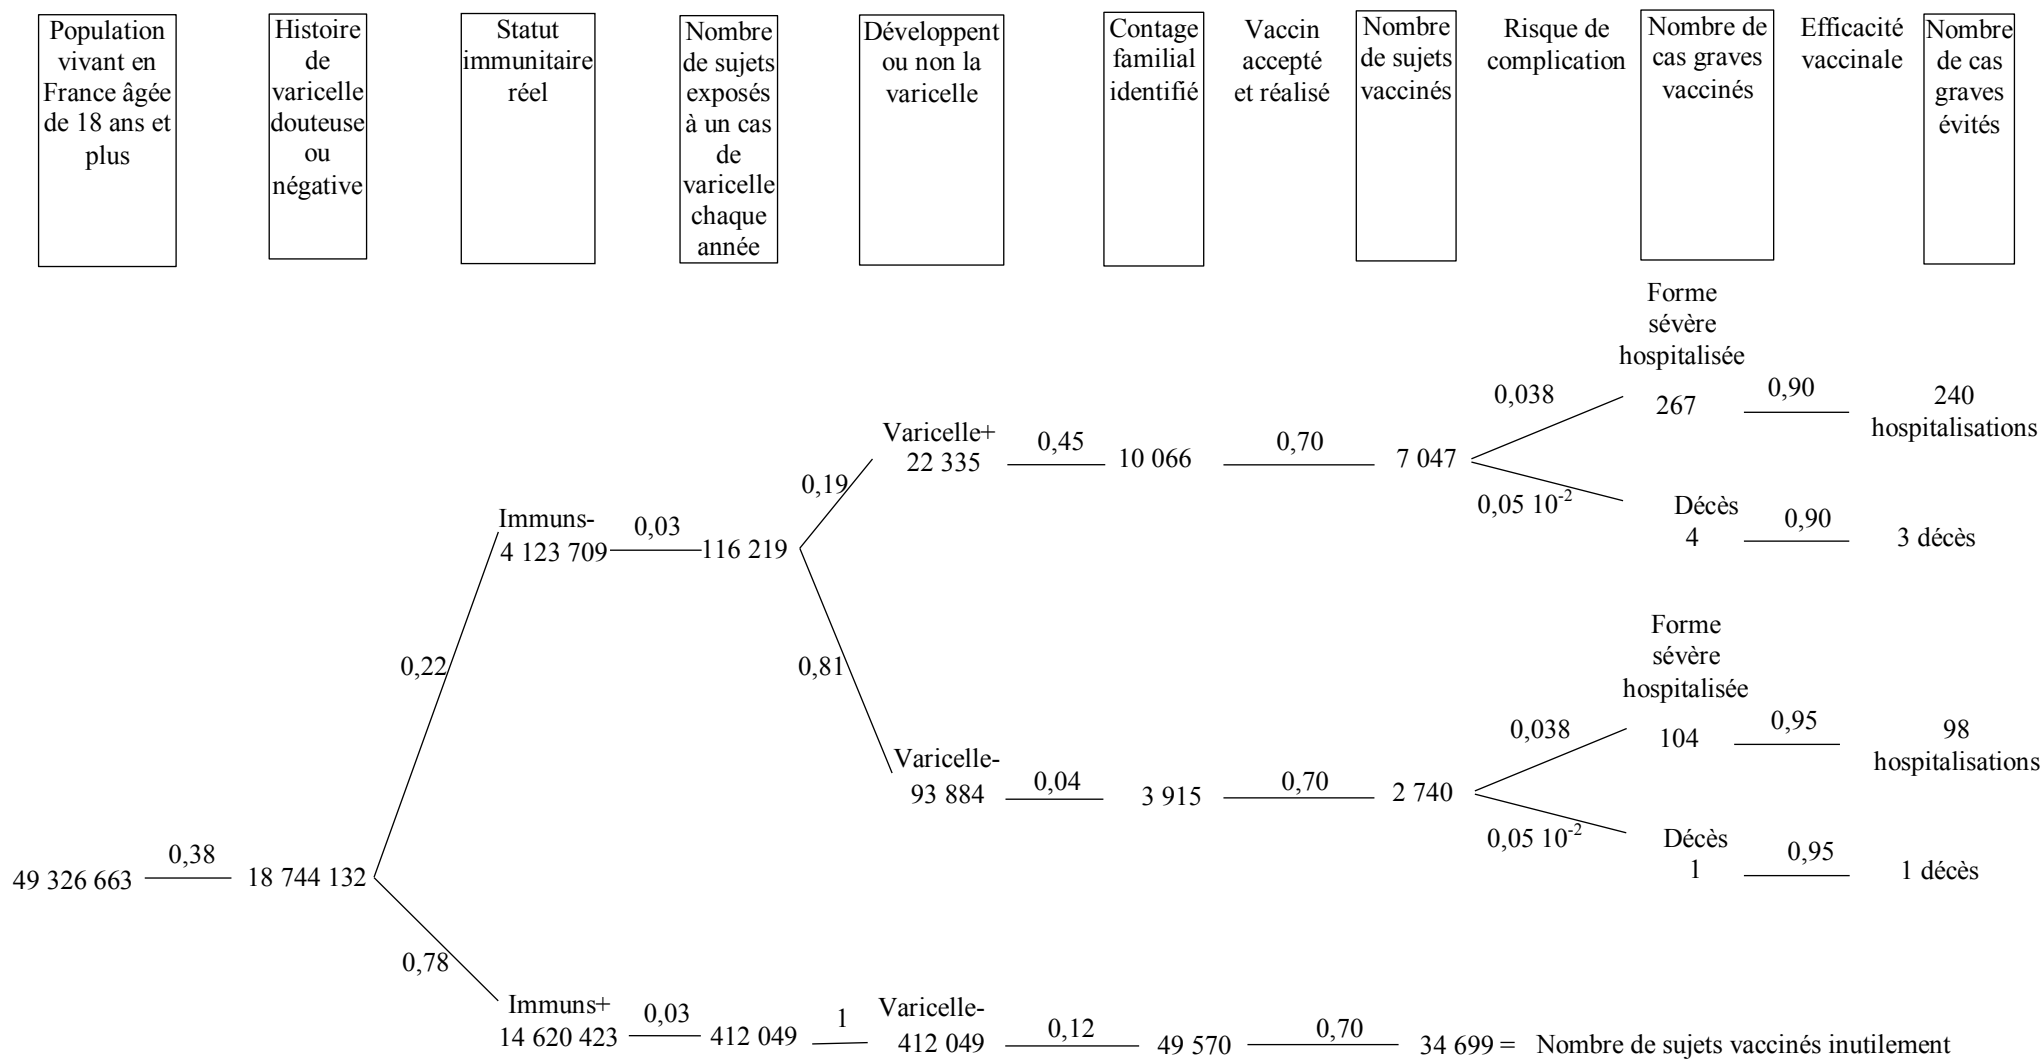 Population
vivant en
France âgée
de 18 ans et
plus
Histoire
de
varicelle
douteuse
ou
négative
Statut
immunitaire
réel
Nombre
de sujets
exposés
à un cas
de
varicelle
chaque
année
Développent
ou non la
varicelle
Contage
familial
identifié
Vaccin
accepté
et réalisé
Nombre
de sujets
vaccinés
Risque de
complication
Nombre de
cas graves
vaccinés
Efficacité
vaccinale
Nombre
de cas
graves
évités
Forme
sévère
hospitalisée
0,038
267
0,90
240
hospitalisations
Varicelle+
22 335
0,45
10 066
0,70
7 047
0,19
0,05 10⁻²
Décès
4
0,90
3 décès
Immuns-
4 123 709
0,03
116 219
0,22
0,81
Forme
sévère
hospitalisée
0,038
104
0,95
98
hospitalisations
Varicelle-
93 884
0,04
3 915
0,70
2 740
0,05 10⁻²
Décès
1
0,95
1 décès
49 326 663
0,38
18 744 132
0,78
Immuns+
14 620 423
0,03
412 049
1
Varicelle-
412 049
0,12
49 570
0,70
34 699 = Nombre de sujets vaccinés inutilement